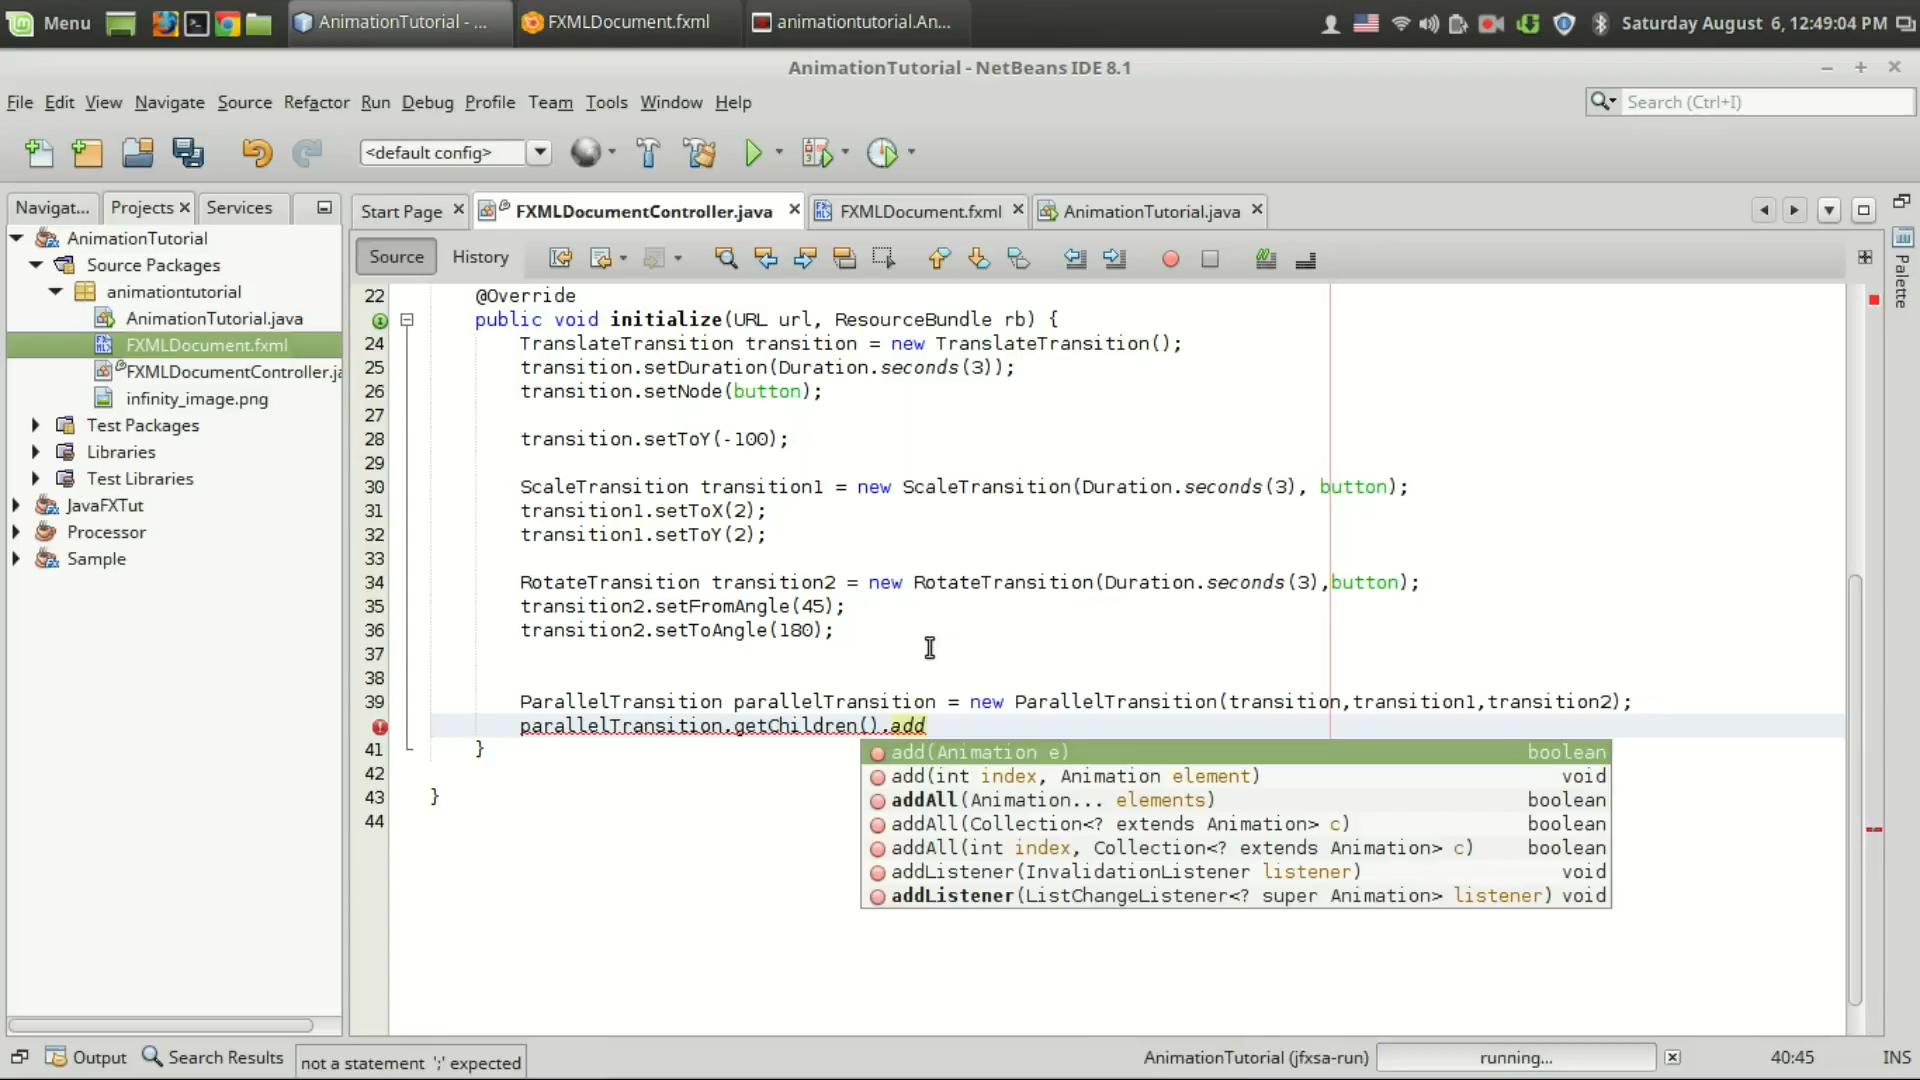 Menu AnimationTutorial - ... FXMLDocument.fxml animationtutorial.An... Saturday August 6, 12:49:04 PM
AnimationTutorial - NetBeans IDE 8.1
File Edit View Navigate Source Refactor Run Debug Profile Team Tools Window Help Search (Ctrl+I)
<default config>
Navigat... Projects Services Start Page FXMLDocumentController.java FXMLDocument.fxml AnimationTutorial.java
Source History
Palette
AnimationTutorial
Source Packages
animationtutorial
AnimationTutorial.java
FXMLDocument.fxml
FXMLDocumentController.ja
infinity_image.png
Test Packages
Libraries
Test Libraries
JavaFXTut
Processor
Sample
22 @Override
public void initialize(URL url, ResourceBundle rb) {
24 TranslateTransition transition = new TranslateTransition();
25 transition.setDuration(Duration.seconds(3));
26 transition.setNode(button);
27
28 transition.setToY(-100);
29
30 ScaleTransition transition1 = new ScaleTransition(Duration.seconds(3), button);
31 transition1.setToX(2);
32 transition1.setToY(2);
33
34 RotateTransition transition2 = new RotateTransition(Duration.seconds(3),button);
35 transition2.setFromAngle(45);
36 transition2.setToAngle(180);
37
38
39 ParallelTransition parallelTransition = new ParallelTransition(transition,transition1,transition2);
parallelTransition.getChildren().add
41 }
42
43 }
44
add(Animation e) boolean
add(int index, Animation element) void
addAll(Animation... elements) boolean
addAll(Collection<? extends Animation> c) boolean
addAll(int index, Collection<? extends Animation> c) boolean
addListener(InvalidationListener listener) void
addListener(ListChangeListener<? super Animation> listener) void
Output Search Results not a statement ';' expected AnimationTutorial (jfxsa-run) running... 40:45 INS